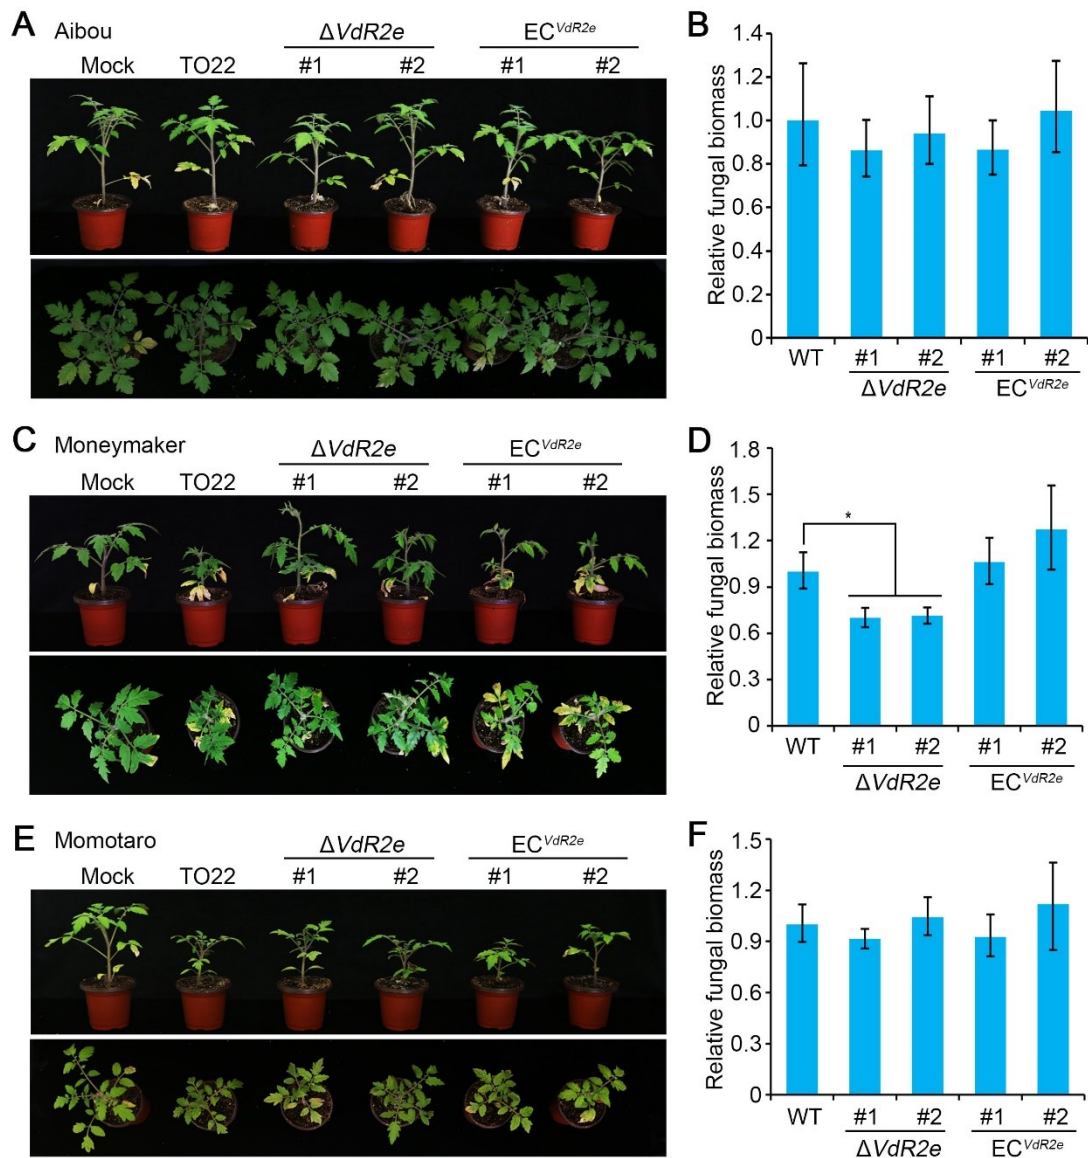 A Aibou ΔVdR2e EC^VdR2e
Mock TO22 #1 #2 #1 #2
B
Relative fungal biomass
1.4
1.2
1.0
0.8
0.6
0.4
0.2
0
WT #1 #2 #1 #2
ΔVdR2e EC^VdR2e
C Moneymaker ΔVdR2e EC^VdR2e
Mock TO22 #1 #2 #1 #2
D
Relative fungal biomass
1.8
1.5
1.2
0.9
0.6
0.3
0
*
WT #1 #2 #1 #2
ΔVdR2e EC^VdR2e
E Momotaro ΔVdR2e EC^VdR2e
Mock TO22 #1 #2 #1 #2
F
Relative fungal biomass
1.5
1.2
0.9
0.6
0.3
0
WT #1 #2 #1 #2
ΔVdR2e EC^VdR2e